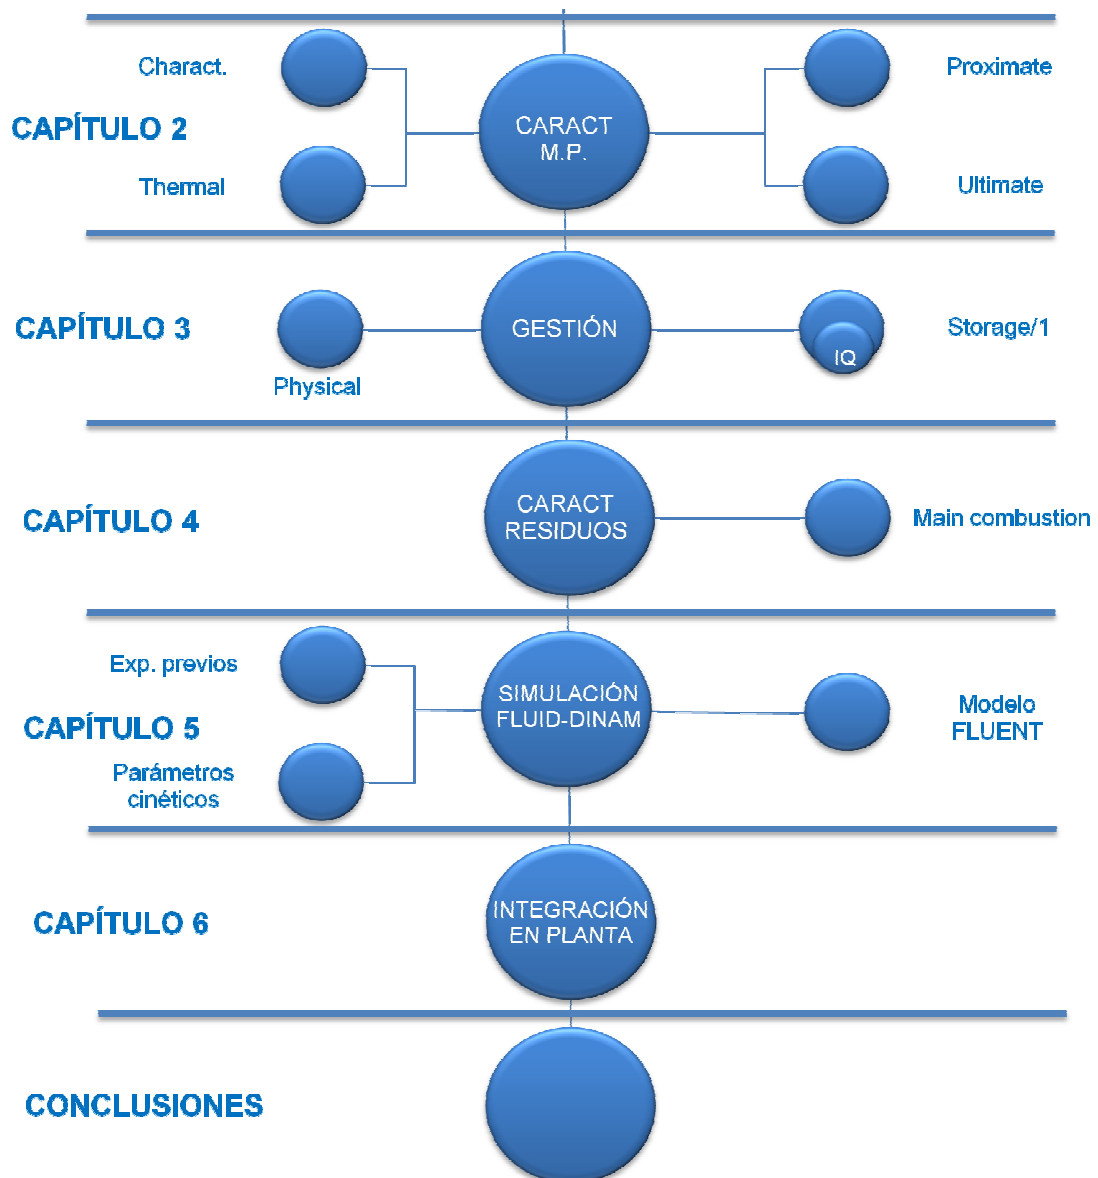 Charact.
Proximate
CAPÍTULO 2
CARACT
M.P.
Thermal
Ultimate
CAPÍTULO 3
GESTIÓN
Storage/1
IQ
Physical
CAPÍTULO 4
CARACT
RESIDUOS
Main combustion
Exp. previos
CAPÍTULO 5
SIMULACIÓN
FLUID-DINAM
Modelo
FLUENT
Parámetros
cinéticos
CAPÍTULO 6
INTEGRACIÓN
EN PLANTA
CONCLUSIONES